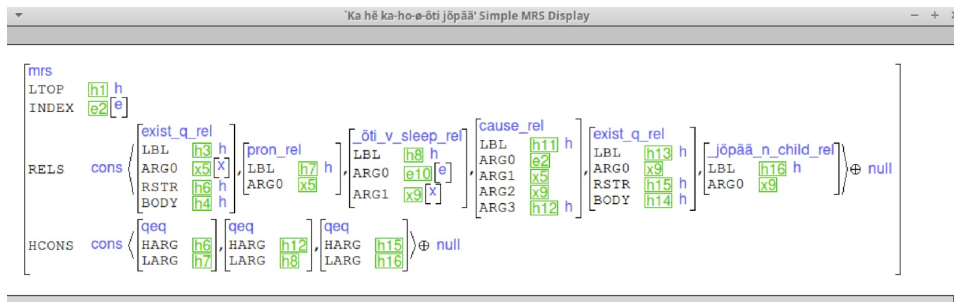 `Ka hẽ ka-ho-ø-õti jõpãã' Simple MRS Display
mrs
LTOP h1 h
INDEX e2 [e]
RELS cons ⟨ [exist_q_rel LBL h3 h ARG0 x5 [x] RSTR h6 h BODY h4 h], [pron_rel LBL h7 h ARG0 x5], [_õti_v_sleep_rel LBL h8 h ARG0 e10 [e] ARG1 x9 [x]], [cause_rel LBL h11 h ARG0 e2 ARG1 x5 ARG2 x9 ARG3 h12 h], [exist_q_rel LBL h13 h ARG0 x9 RSTR h15 h BODY h14 h], [_jõpãã_n_child_rel LBL h16 h ARG0 x9] ⟩ ⊕ null
HCONS cons ⟨ [qeq HARG h6 LARG h7], [qeq HARG h12 LARG h8], [qeq HARG h15 LARG h16] ⟩ ⊕ null